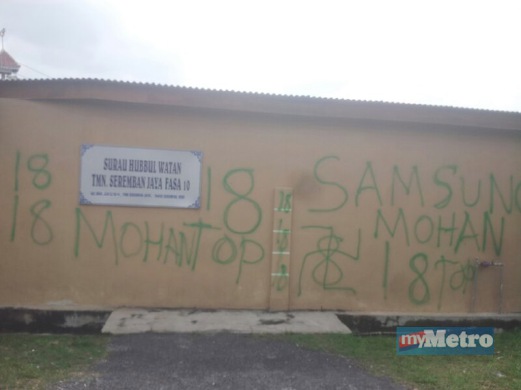 SURAU HUBBUL WATAN
TMN. SEREMBAN JAYA FASA 10
18
18
MOHAN TOP
18
SAMSUNG
MOHAN
18 TOP
myMetro